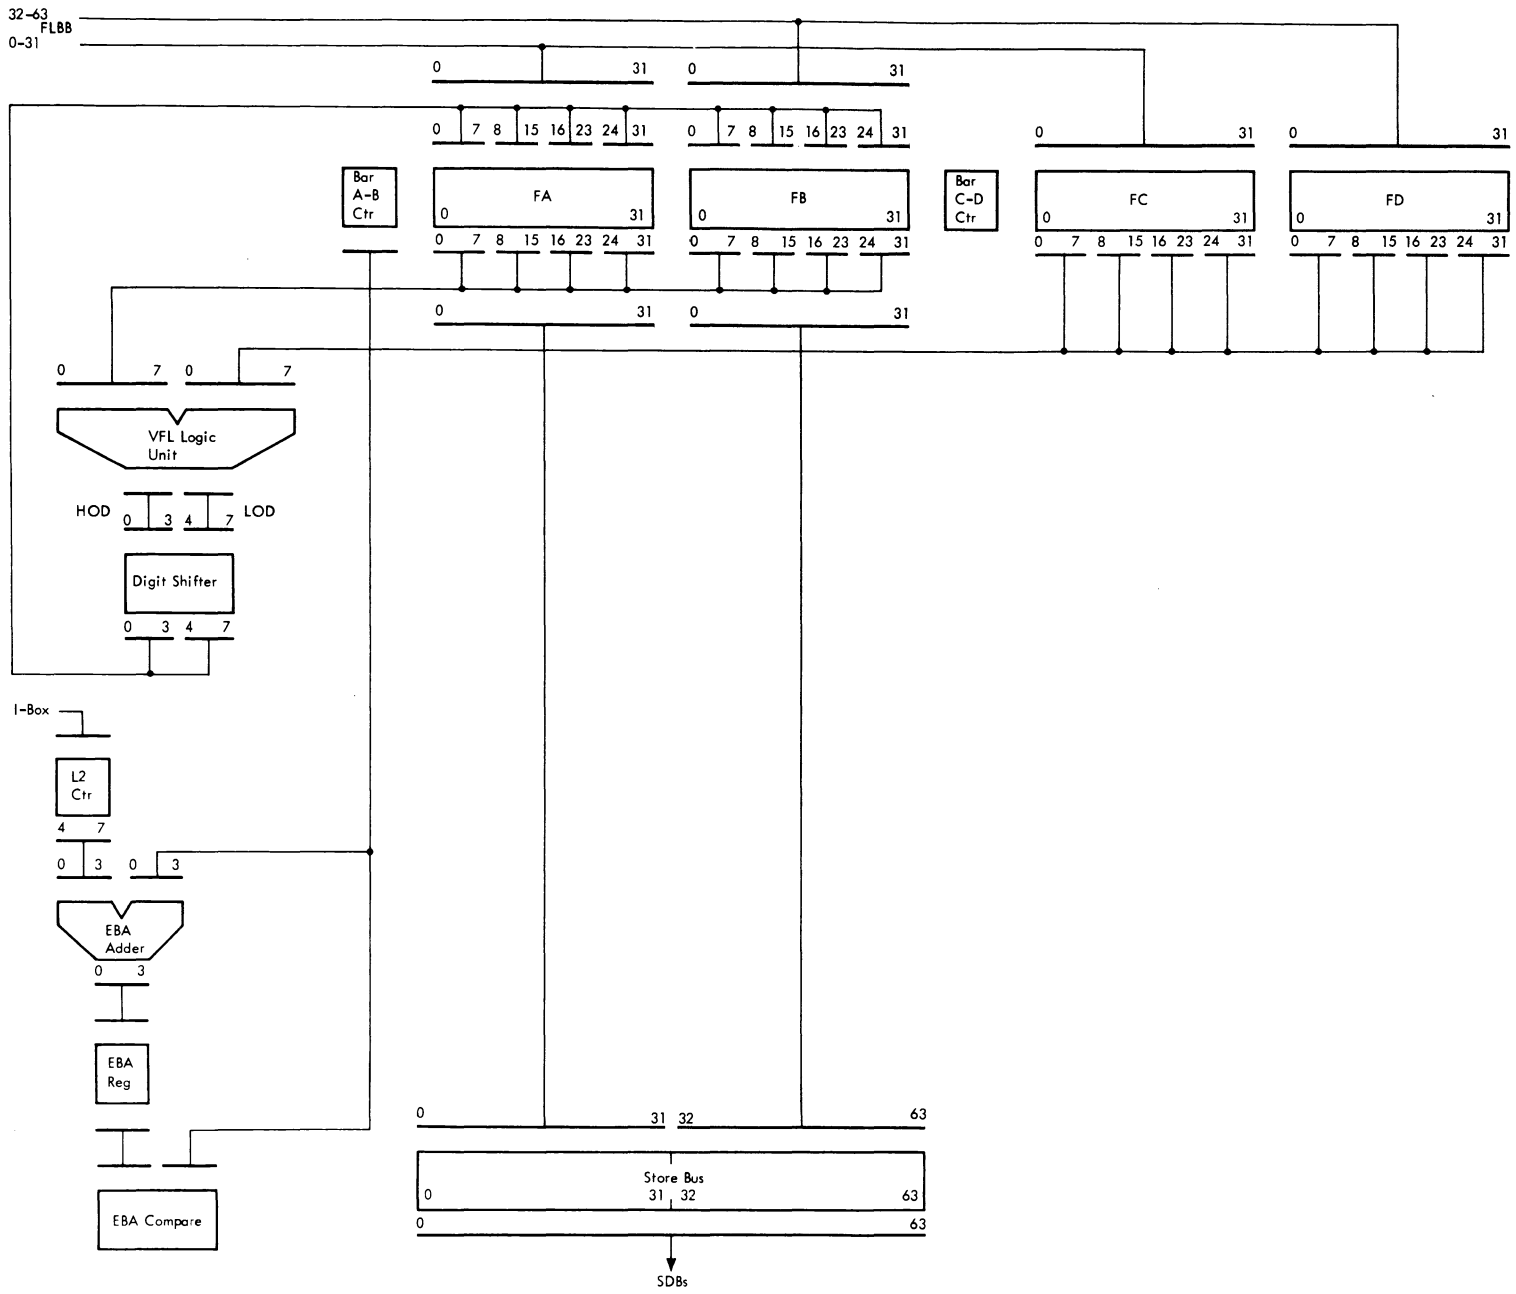 32-63
FLBB
0-31
0 31 0 31
0 7 8 15 16 23 24 31 0 7 8 15 16 23 24 31 0 31 0 31
Bar
A-B
Ctr
FA
0 31
FB
0 31
Bar
C-D
Ctr
FC
0 31
FD
0 31
0 7 8 15 16 23 24 31 0 7 8 15 16 23 24 31 0 7 8 15 16 23 24 31 0 7 8 15 16 23 24 31
0 31 0 31
0 7 0 7
VFL Logic
Unit
HOD 0 3 4 7 LOD
Digit Shifter
0 3 4 7
I-Box
L2
Ctr
4 7
0 3 0 3
EBA
Adder
0 3
EBA
Reg
EBA Compare
0 31 32 63
Store Bus
0 31 32 63
0 63
SDBs